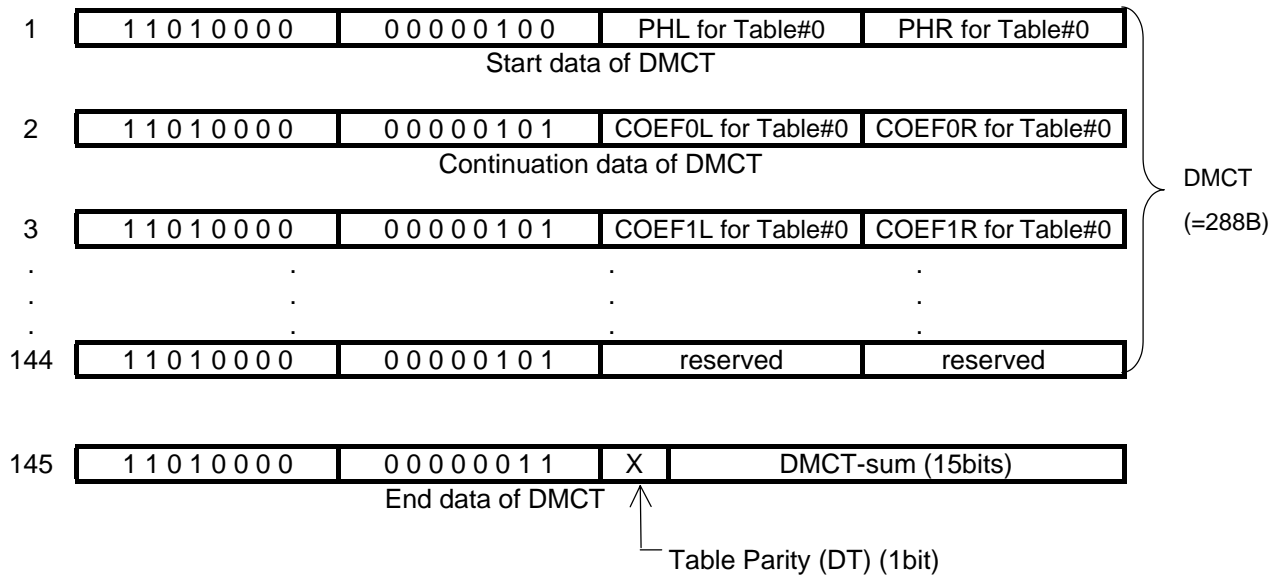 1 1 1 0 1 0 0 0 0 0 0 0 0 0 1 0 0 PHL for Table#0 PHR for Table#0
Start data of DMCT
2 1 1 0 1 0 0 0 0 0 0 0 0 0 1 0 1 COEF0L for Table#0 COEF0R for Table#0
Continuation data of DMCT
DMCT
3 1 1 0 1 0 0 0 0 0 0 0 0 0 1 0 1 COEF1L for Table#0 COEF1R for Table#0
(=288B)
. . . .
. . . .
. . . .
144 1 1 0 1 0 0 0 0 0 0 0 0 0 1 0 1 reserved reserved
145 1 1 0 1 0 0 0 0 0 0 0 0 0 0 1 1 X DMCT-sum (15bits)
End data of DMCT
Table Parity (DT) (1bit)